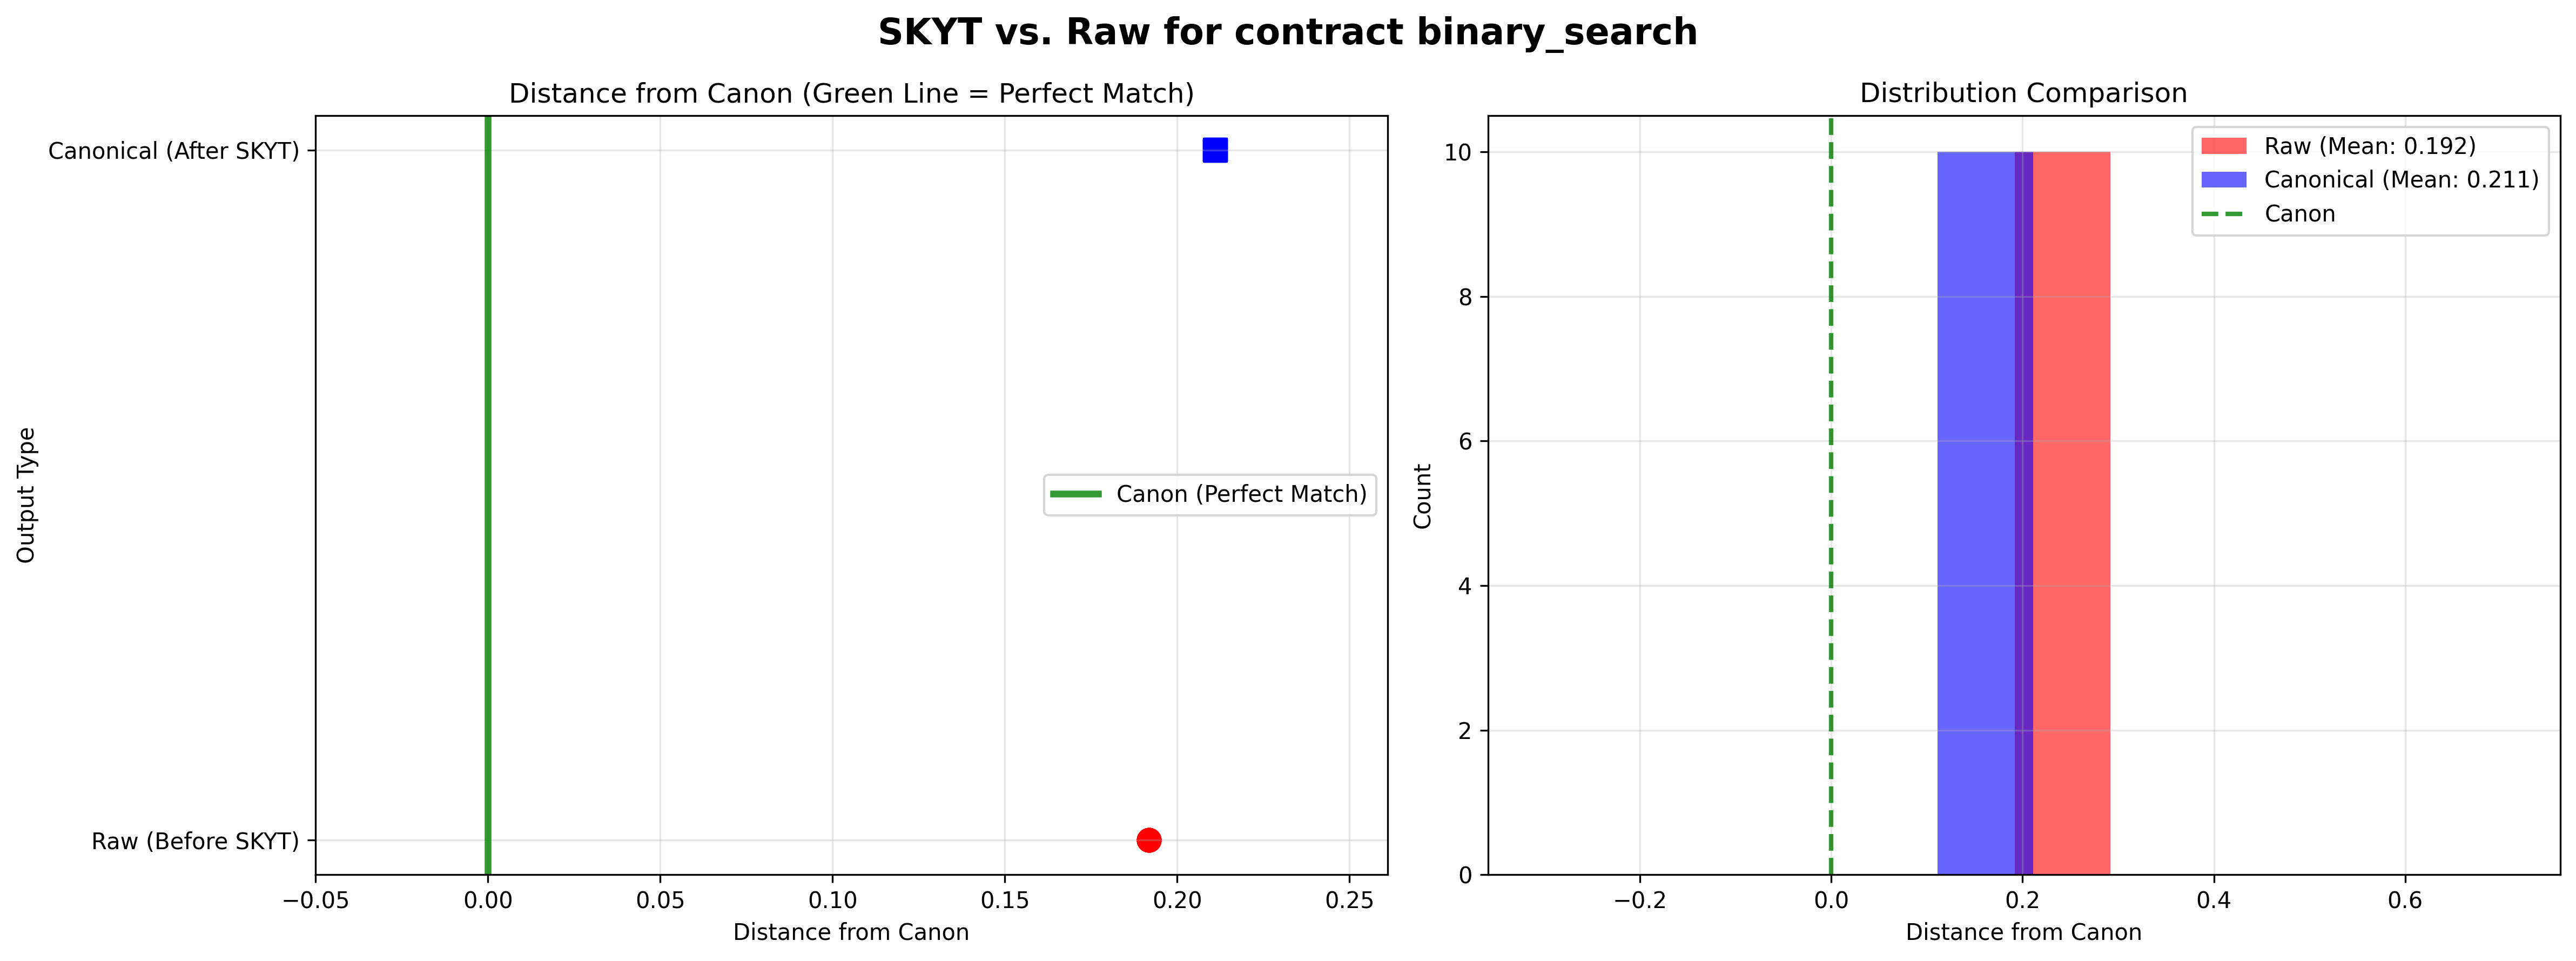 SKYT vs. Raw for contract binary_search
Distance from Canon (Green Line = Perfect Match)
Canonical (After SKYT)
Raw (Before SKYT)
Output Type
Canon (Perfect Match)
−0.05 0.00 0.05 0.10 0.15 0.20 0.25
Distance from Canon
Distribution Comparison
Raw (Mean: 0.192)
Canonical (Mean: 0.211)
Canon
10
8
6
4
2
0
Count
−0.2 0.0 0.2 0.4 0.6
Distance from Canon